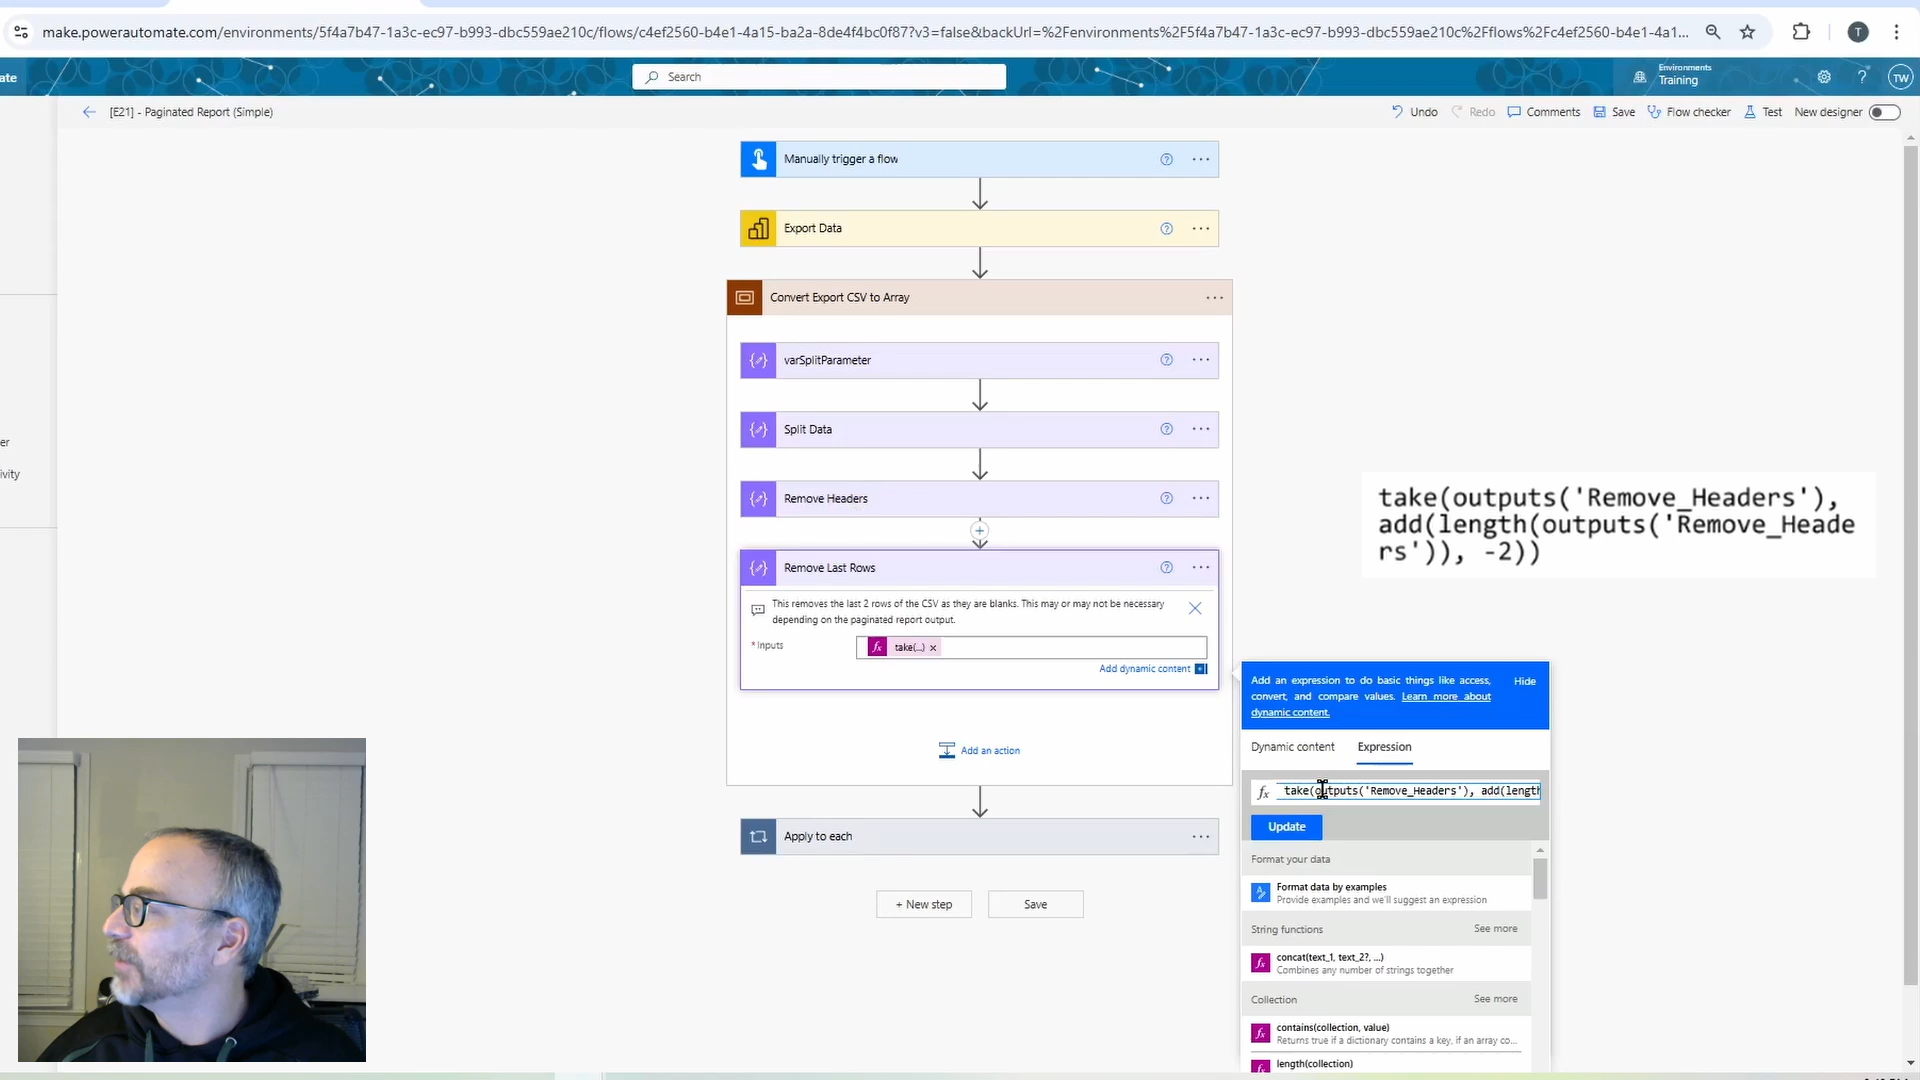 make.powerautomate.com/environments/5f4a7b47-1a3c-ec97-b993-dbc559ae210c/flows/c4ef2560-b4e1-4a15-ba2a-8de4f4bc0f87?v3=false&backUrl=%2Fenvironments%2F5f4a7b47-1a3c-ec97-b993-dbc559ae210c%2Fflows%2Fc4ef2560-b4e1-4a1...
T
ate
Search
Environments
Training
?
TW
[E21] - Paginated Report (Simple)
Undo
Redo
Comments
Save
Flow checker
Test
New designer
Manually trigger a flow
Export Data
Convert Export CSV to Array
varSplitParameter
Split Data
er
ivity
Remove Headers
take(outputs('Remove_Headers'),
add(length(outputs('Remove_Heade
rs')), -2))
Remove Last Rows
This removes the last 2 rows of the CSV as they are blanks. This may or may not be necessary
depending on the paginated report output.
* Inputs
fx take(...) ×
Add dynamic content
Add an action
Apply to each
+ New step
Save
Add an expression to do basic things like access,
convert, and compare values. Learn more about
dynamic content.
Hide
Dynamic content
Expression
fx take(outputs('Remove_Headers'), add(length
Update
Format your data
Format data by examples
Provide examples and we'll suggest an expression
String functions
See more
fx concat(text_1, text_2?, ...)
Combines any number of strings together
Collection
See more
fx contains(collection, value)
Returns true if a dictionary contains a key, if an array co...
length(collection)